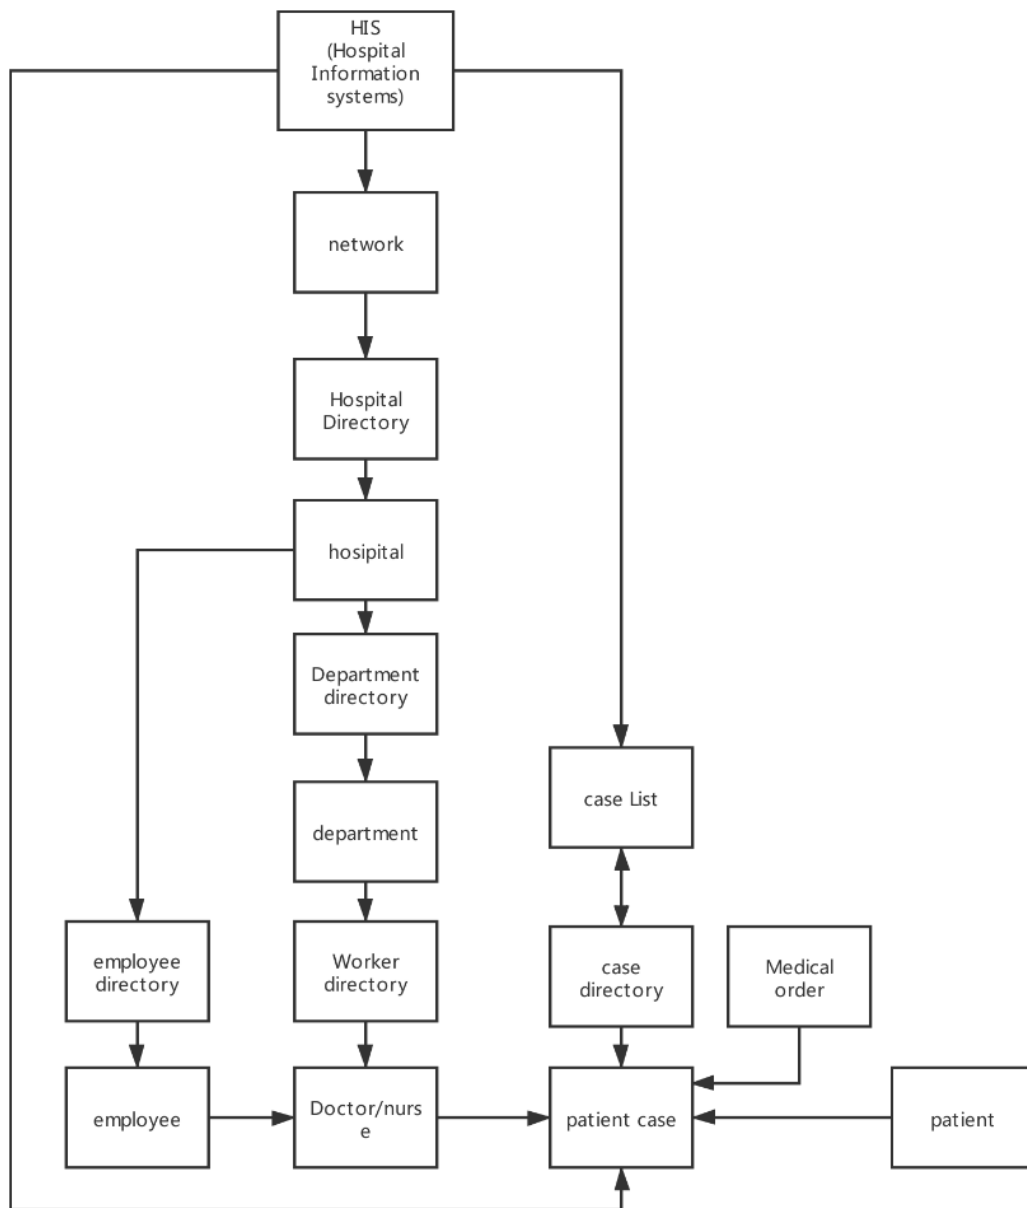 HIS
(Hospital
Information
systems)
network
Hospital
Directory
hosipital
Department
directory
department
case List
employee
directory
Worker
directory
case
directory
Medical
order
employee
Doctor/nurs
e
patient case
patient